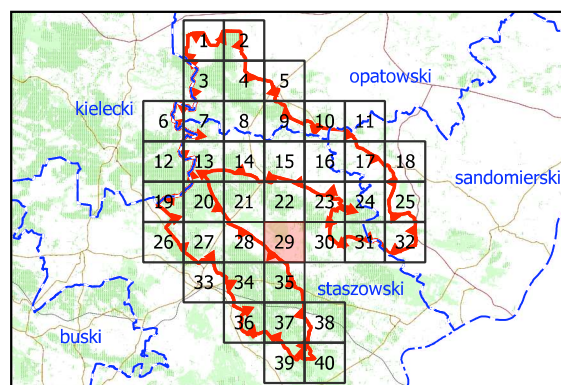 1 2
3 4 5
opatowski
kielecki
6 7 8 9 10 11
12 13 14 15 16 17 18
sandomierski
19 20 21 22 23 24 25
26 27 28 29 30 31 32
33 34 35
staszowski
buski
36 37 38
39 40